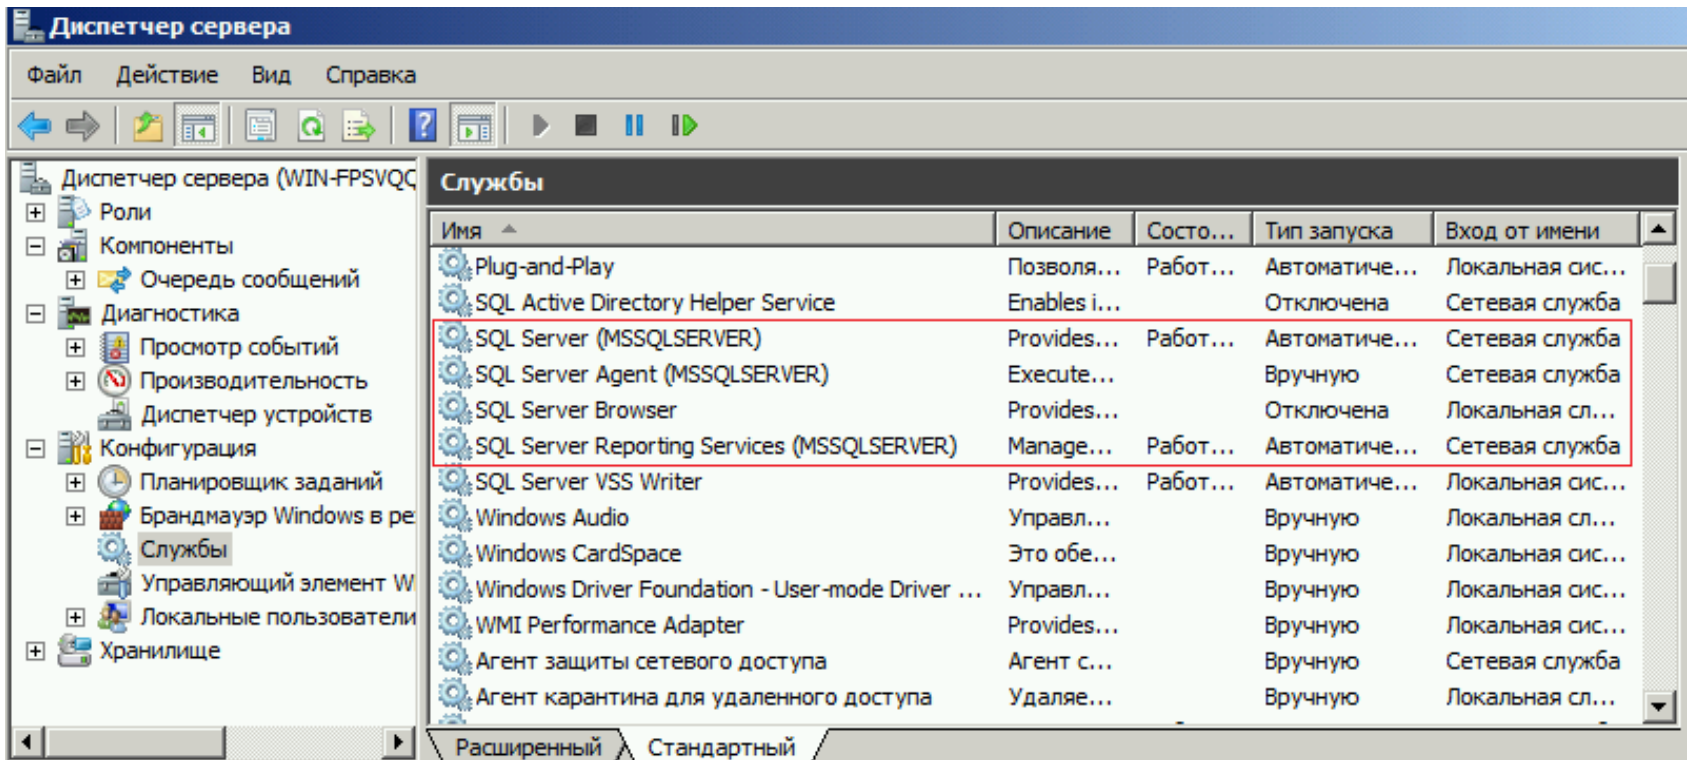 Диспетчер сервера
Файл Действие Вид Справка
Диспетчер сервера (WIN-FPSVQC
Роли
Компоненты
Очередь сообщений
Диагностика
Просмотр событий
Производительность
Диспетчер устройств
Конфигурация
Планировщик заданий
Брандмауэр Windows в ре
Службы
Управляющий элемент W
Локальные пользователи
Хранилище
Службы
Имя Описание Состо... Тип запуска Вход от имени
Plug-and-Play Позволя... Работ... Автоматиче... Локальная сис...
SQL Active Directory Helper Service Enables i... Отключена Сетевая служба
SQL Server (MSSQLSERVER) Provides... Работ... Автоматиче... Сетевая служба
SQL Server Agent (MSSQLSERVER) Execute... Вручную Сетевая служба
SQL Server Browser Provides... Отключена Локальная сл...
SQL Server Reporting Services (MSSQLSERVER) Manage... Работ... Автоматиче... Сетевая служба
SQL Server VSS Writer Provides... Работ... Автоматиче... Локальная сис...
Windows Audio Управл... Вручную Локальная сл...
Windows CardSpace Это обе... Вручную Локальная сис...
Windows Driver Foundation - User-mode Driver ... Управл... Вручную Локальная сис...
WMI Performance Adapter Provides... Вручную Локальная сис...
Агент защиты сетевого доступа Агент с... Вручную Сетевая служба
Агент карантина для удаленного доступа Удаляе... Вручную Локальная сл...
Расширенный Стандартный